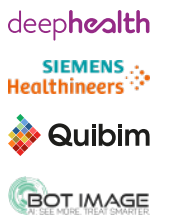 deephealth
SIEMENS
Healthineers
Quibim
BOT IMAGE
AI. SEE MORE. TREAT SMARTER.